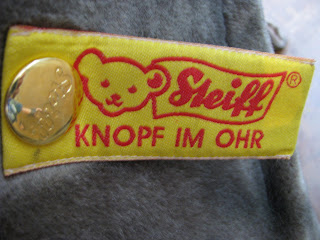 Steiff ®
KNOPF IM OHR